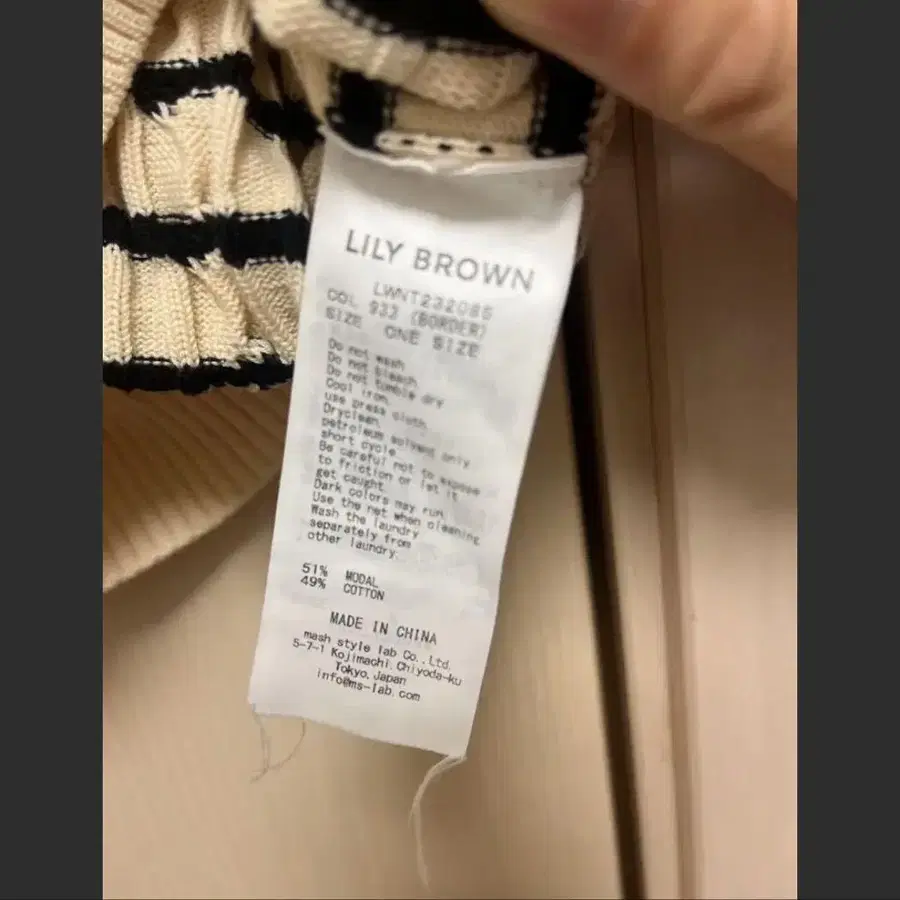 LILY BROWN
LWNT232085
COL 933 (BORDER)
SIZE ONE SIZE
Do not wash
Do not bleach
Do not tumble dry
Cool iron,
use press cloth.
Dryclean,
petroleum solvent only
short cycle.
Be careful not to expose
to friction or let it
get caught.
Dark colors may run.
Use the net when cleaning
Wash the laundry
separately from
other laundry.
51% MODAL
49% COTTON
MADE IN CHINA
mash style lab Co., Ltd.
5-7-1 Kojimachi, Chiyoda-ku
Tokyo, Japan
info@ms-lab.com